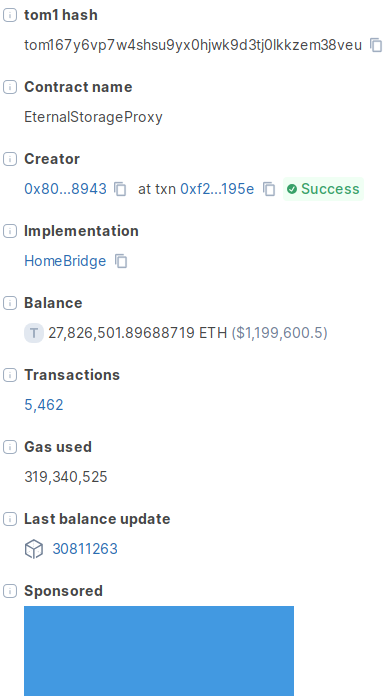 tom1 hash
tom167y6vp7w4shsu9yx0hjwk9d3tj0lkkzem38veu
Contract name
EternalStorageProxy
Creator
0x80...8943 at txn 0xf2...195e Success
Implementation
HomeBridge
Balance
T 27,826,501.89688719 ETH ($1,199,600.5)
Transactions
5,462
Gas used
319,340,525
Last balance update
30811263
Sponsored